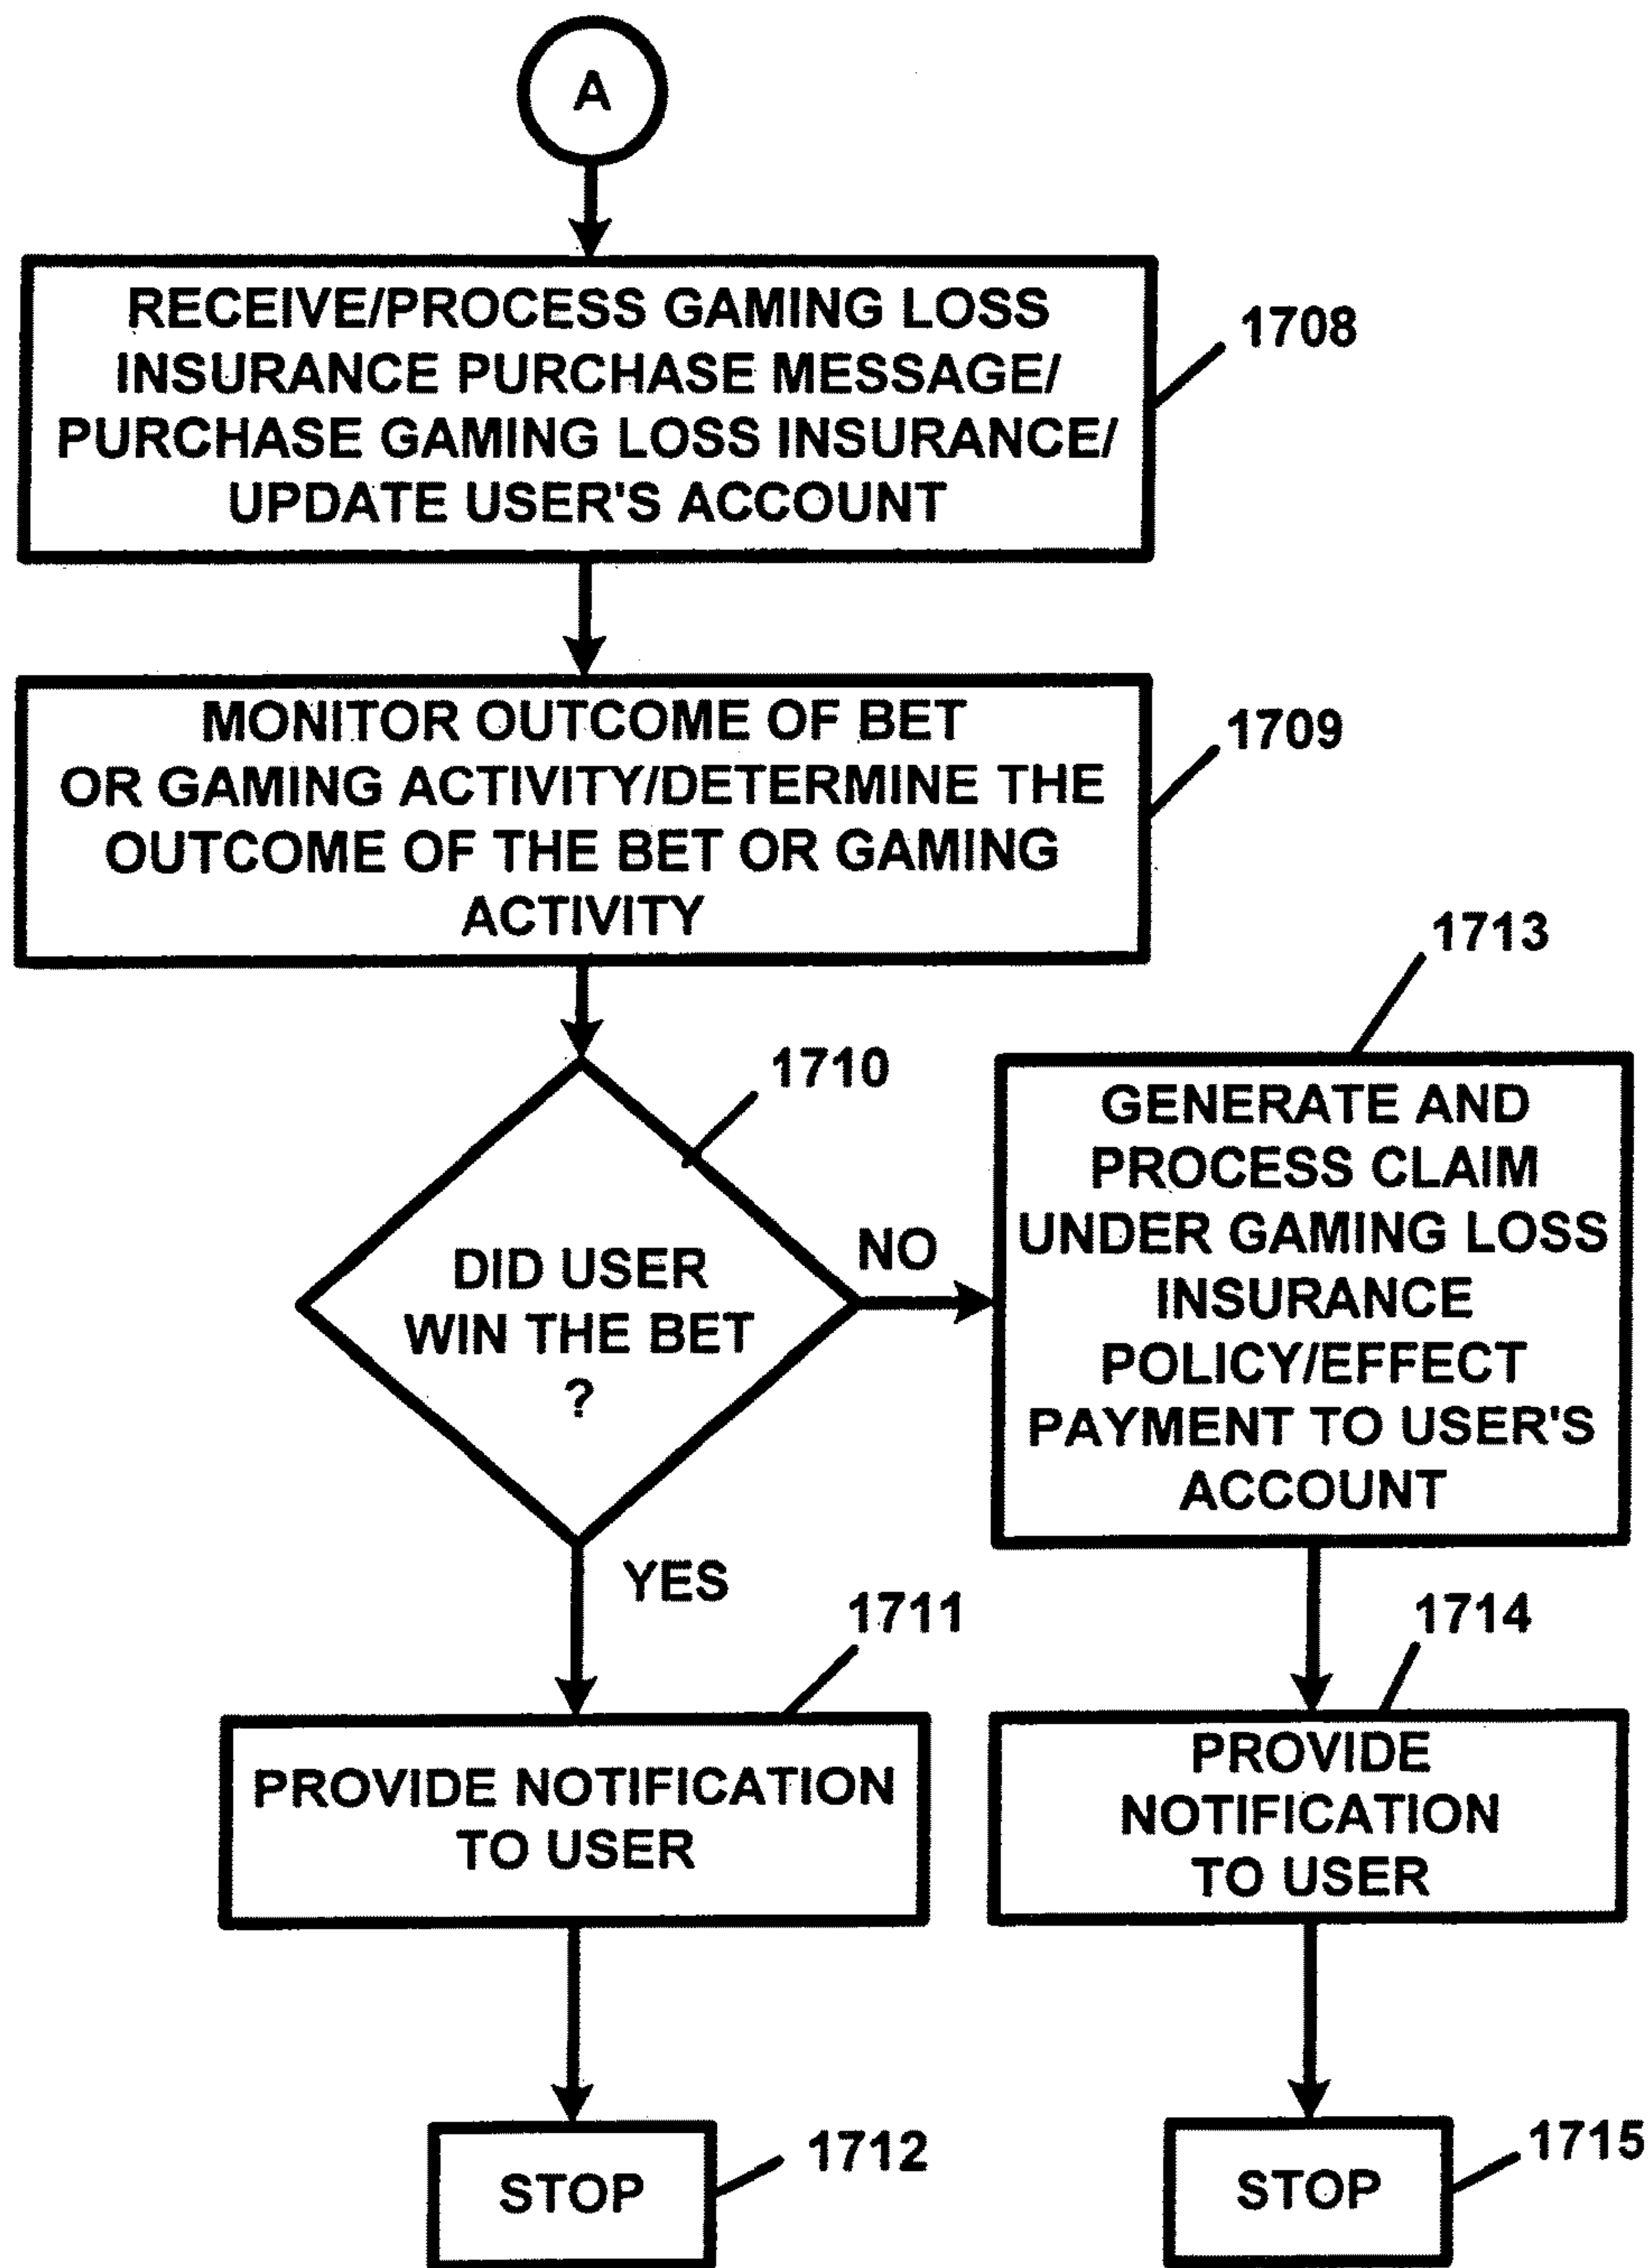 A
RECEIVE/PROCESS GAMING LOSS
INSURANCE PURCHASE MESSAGE/
PURCHASE GAMING LOSS INSURANCE/
UPDATE USER'S ACCOUNT
1708
MONITOR OUTCOME OF BET
OR GAMING ACTIVITY/DETERMINE THE
OUTCOME OF THE BET OR GAMING
ACTIVITY
1709
1710
DID USER
WIN THE BET
?
NO
YES
1713
GENERATE AND
PROCESS CLAIM
UNDER GAMING LOSS
INSURANCE
POLICY/EFFECT
PAYMENT TO USER'S
ACCOUNT
1711
PROVIDE NOTIFICATION
TO USER
1714
PROVIDE
NOTIFICATION
TO USER
STOP
1712
STOP
1715